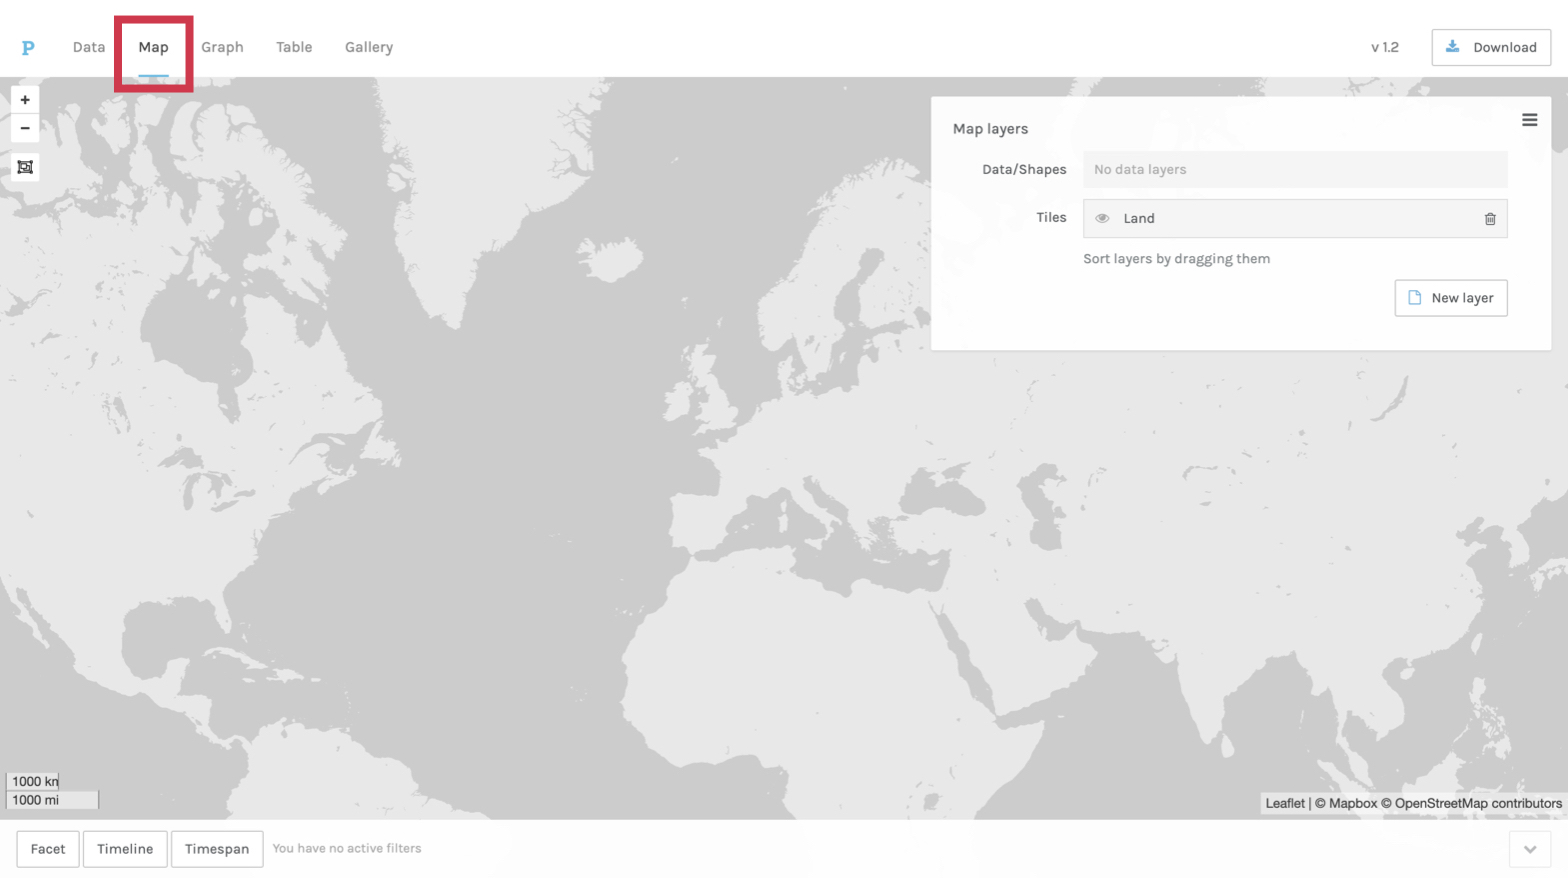 P Data Map Graph Table Gallery v 1.2 Download
+
−
Map layers
Data/Shapes No data layers
Tiles Land
Sort layers by dragging them
New layer
1000 km
1000 mi
Leaflet | © Mapbox © OpenStreetMap contributors
Facet Timeline Timespan You have no active filters